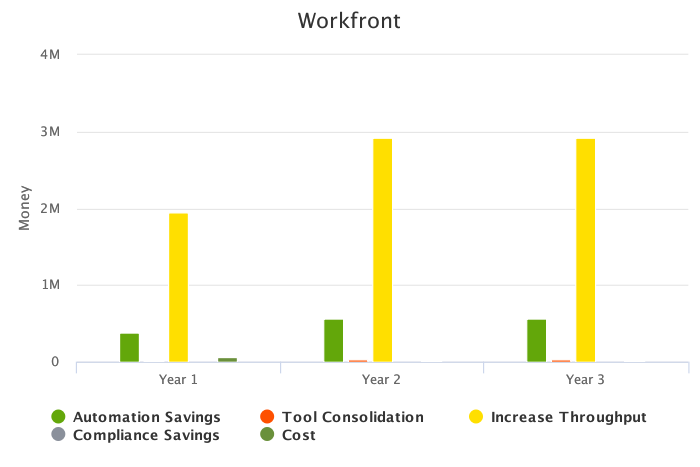 Workfront
4M
3M
2M
1M
0
Money
Year 1 Year 2 Year 3
Automation Savings Tool Consolidation Increase Throughput
Compliance Savings Cost